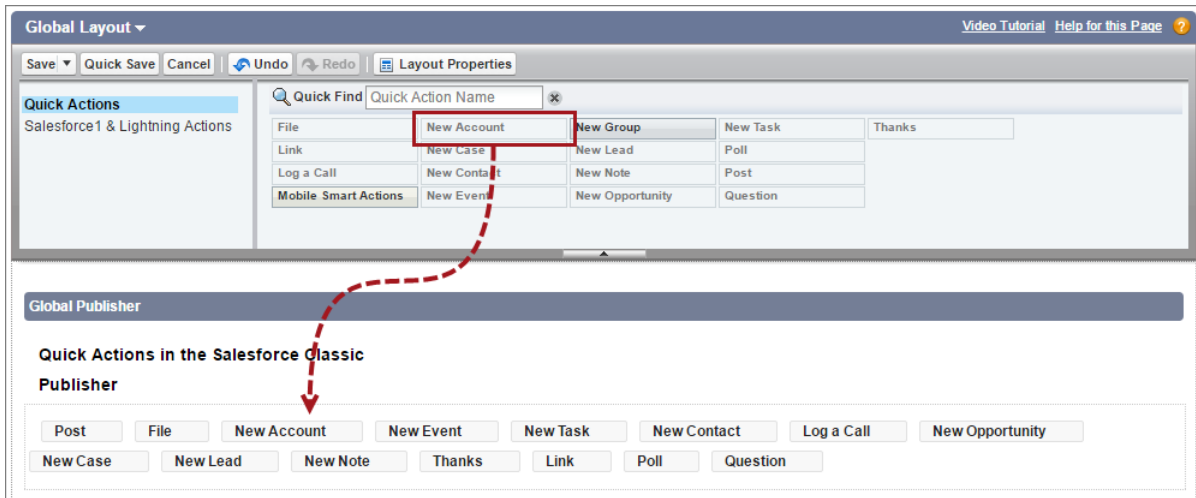 Global Layout
Video Tutorial Help for this Page ?
Save Quick Save Cancel Undo Redo Layout Properties
Quick Actions
Salesforce1 & Lightning Actions
Quick Find Quick Action Name
File New Account New Group New Task Thanks
Link New Case New Lead Poll
Log a Call New Contact New Note Post
Mobile Smart Actions New Event New Opportunity Question
Global Publisher
Quick Actions in the Salesforce Classic
Publisher
Post File New Account New Event New Task New Contact Log a Call New Opportunity
New Case New Lead New Note Thanks Link Poll Question